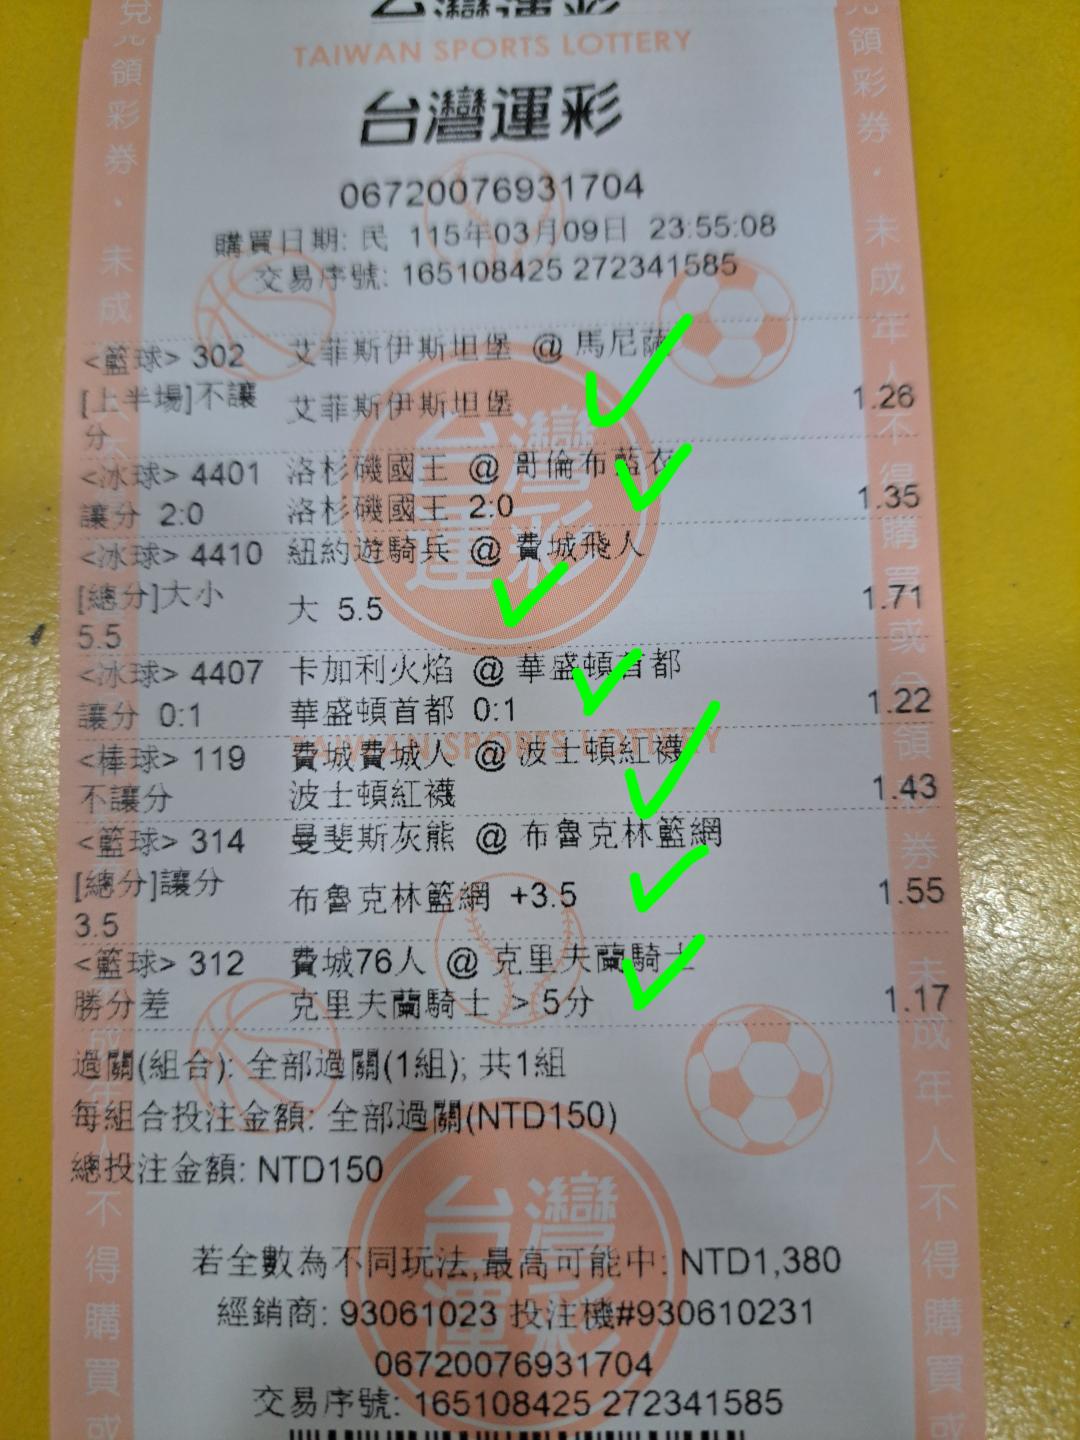 台灣運彩
TAIWAN SPORTS LOTTERY
台灣運彩
06720076931704
購買日期: 民 115年03月09日 23:55:08
交易序號: 165108425 272341585
<籃球> 302 艾菲斯伊斯坦堡 @ 馬尼薩
[上半場]不讓分 艾菲斯伊斯坦堡 1.26
<冰球> 4401 洛杉磯國王 @ 哥倫布藍衣
讓分 2:0 洛杉磯國王 2:0 1.35
<冰球> 4410 紐約遊騎兵 @ 費城飛人
[總分]大小 5.5 大 5.5 1.71
<冰球> 4407 卡加利火焰 @ 華盛頓首都
讓分 0:1 華盛頓首都 0:1 1.22
TAIWAN SPORTS LOTTERY
<棒球> 119 費城費城人 @ 波士頓紅襪
不讓分 波士頓紅襪 1.43
<籃球> 314 曼斐斯灰熊 @ 布魯克林籃網
[總分]讓分 3.5 布魯克林籃網 +3.5 1.55
<籃球> 312 費城76人 @ 克里夫蘭騎士
勝分差 克里夫蘭騎士 > 5分 1.17
過關(組合): 全部過關(1組); 共1組
每組合投注金額: 全部過關(NTD150)
總投注金額: NTD150
若全數為不同玩法,最高可能中: NTD1,380
經銷商: 93061023 投注機#930610231
06720076931704
交易序號: 165108425 272341585